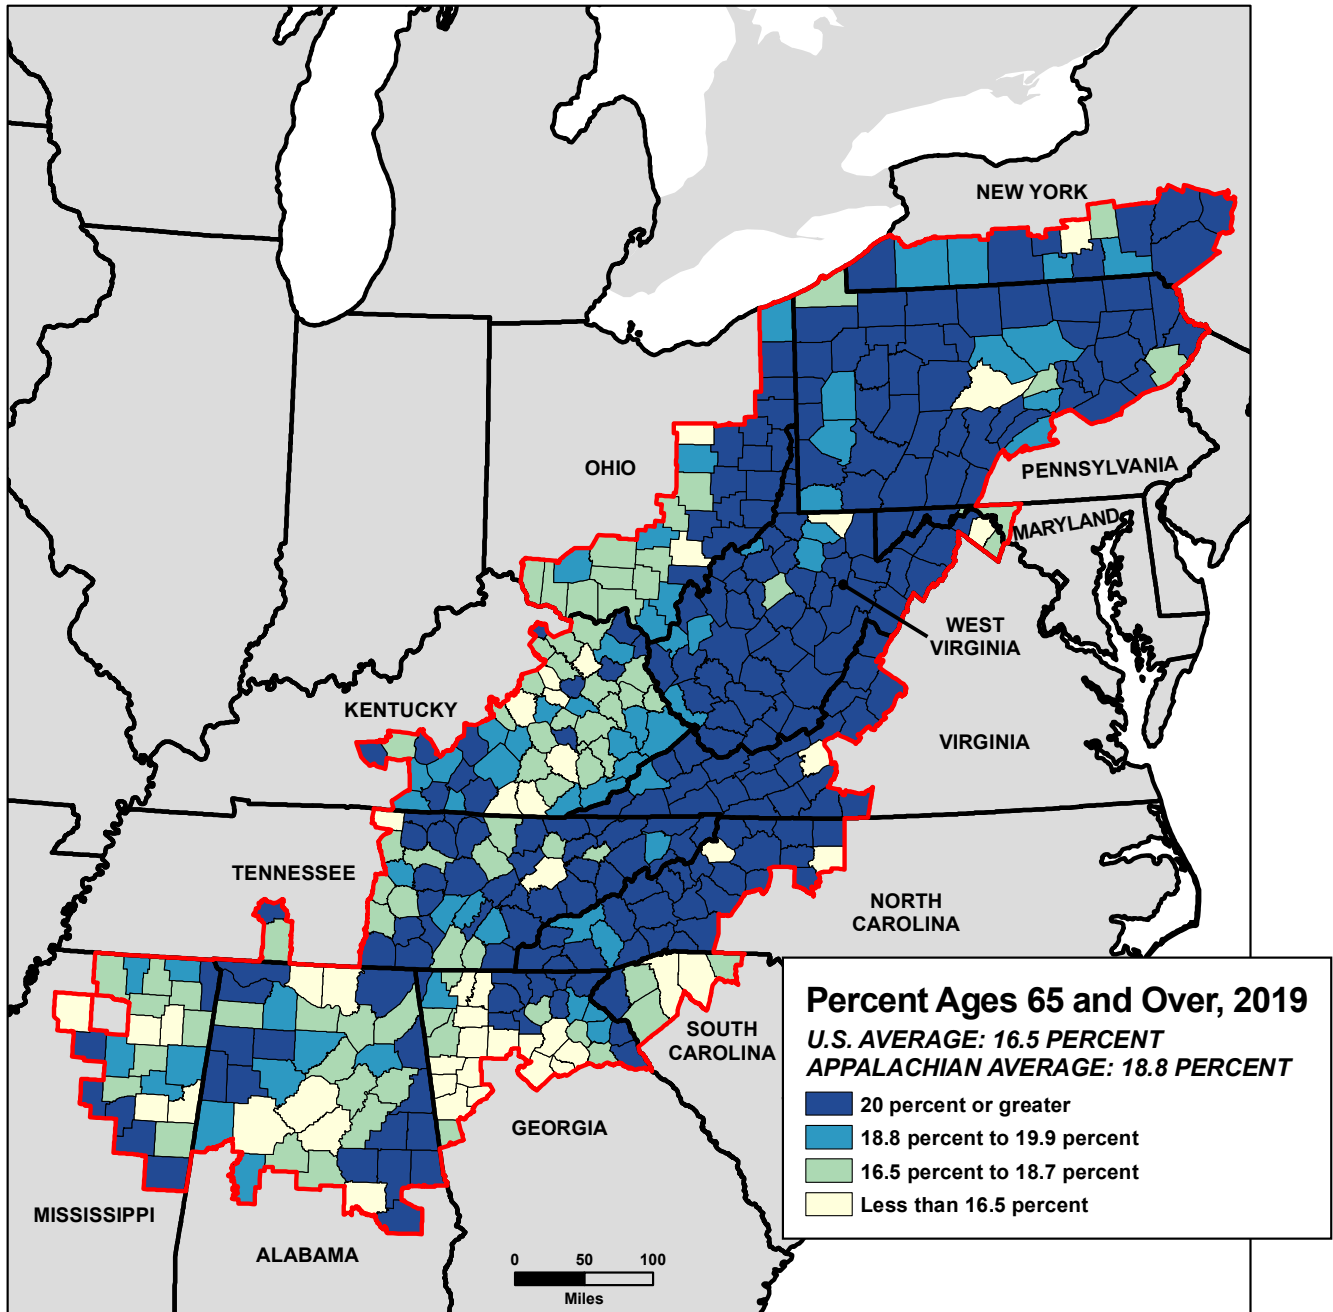 NEW YORK
OHIO
PENNSYLVANIA
MARYLAND
WEST
VIRGINIA
KENTUCKY
VIRGINIA
TENNESSEE
NORTH
CAROLINA
SOUTH
CAROLINA
GEORGIA
MISSISSIPPI
ALABAMA
Percent Ages 65 and Over, 2019
U.S. AVERAGE: 16.5 PERCENT
APPALACHIAN AVERAGE: 18.8 PERCENT
20 percent or greater
18.8 percent to 19.9 percent
16.5 percent to 18.7 percent
Less than 16.5 percent
0 50 100
Miles